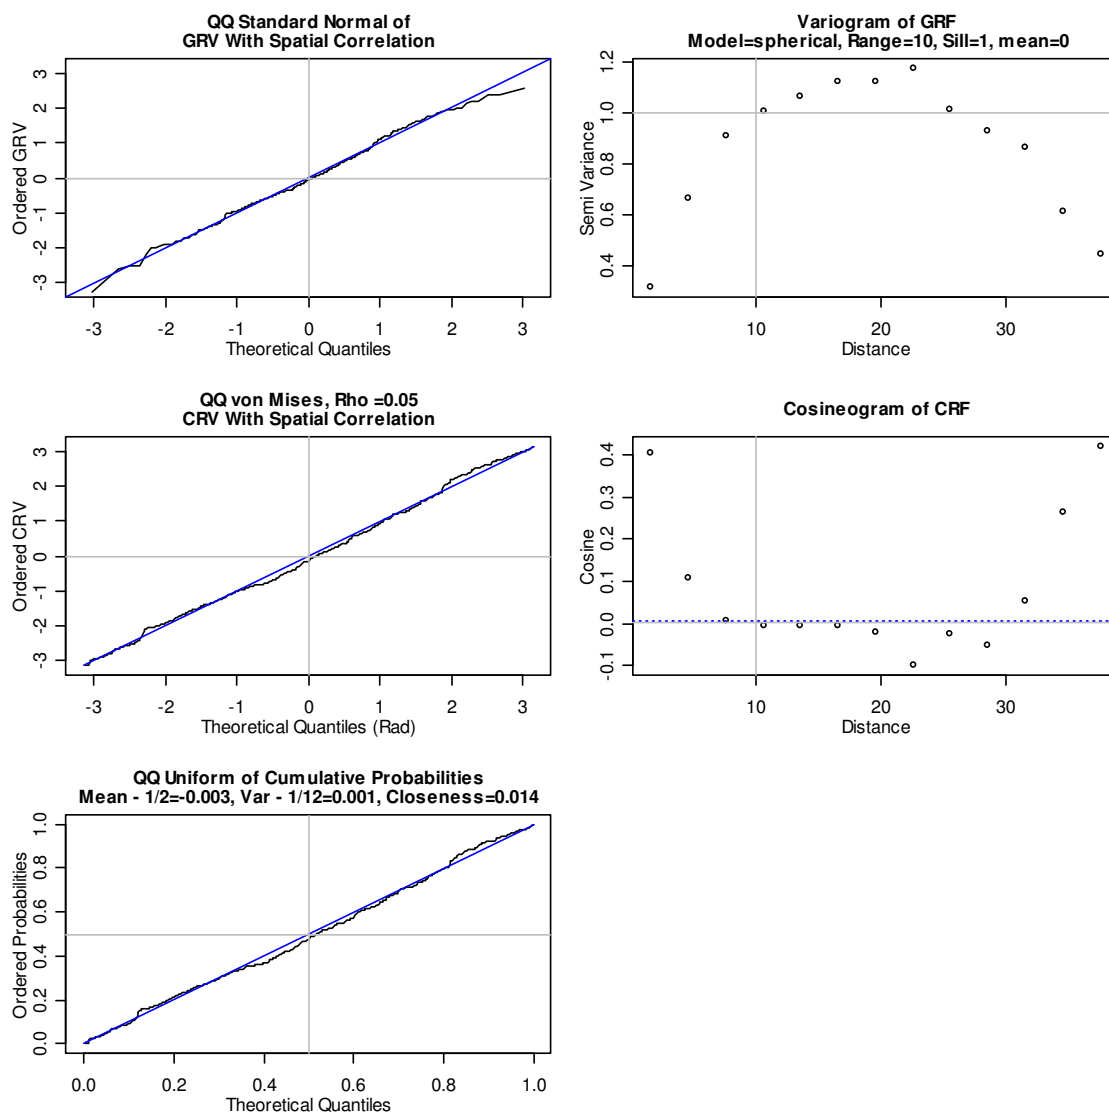 QQ Standard Normal of
GRV With Spatial Correlation
Ordered GRV
3
2
1
0
-1
-2
-3
-3 -2 -1 0 1 2 3
Theoretical Quantiles
Variogram of GRF
Model=spherical, Range=10, Sill=1, mean=0
Semi Variance
1.2
1.0
0.8
0.6
0.4
10 20 30
Distance
QQ von Mises, Rho =0.05
CRV With Spatial Correlation
Ordered CRV
3
2
1
0
-1
-2
-3
-3 -2 -1 0 1 2 3
Theoretical Quantiles (Rad)
Cosineogram of CRF
Cosine
0.4
0.3
0.2
0.1
0.0
-0.1
10 20 30
Distance
QQ Uniform of Cumulative Probabilities
Mean - 1/2=-0.003, Var - 1/12=0.001, Closeness=0.014
Ordered Probabilities
1.0
0.8
0.6
0.4
0.2
0.0
0.0 0.2 0.4 0.6 0.8 1.0
Theoretical Quantiles